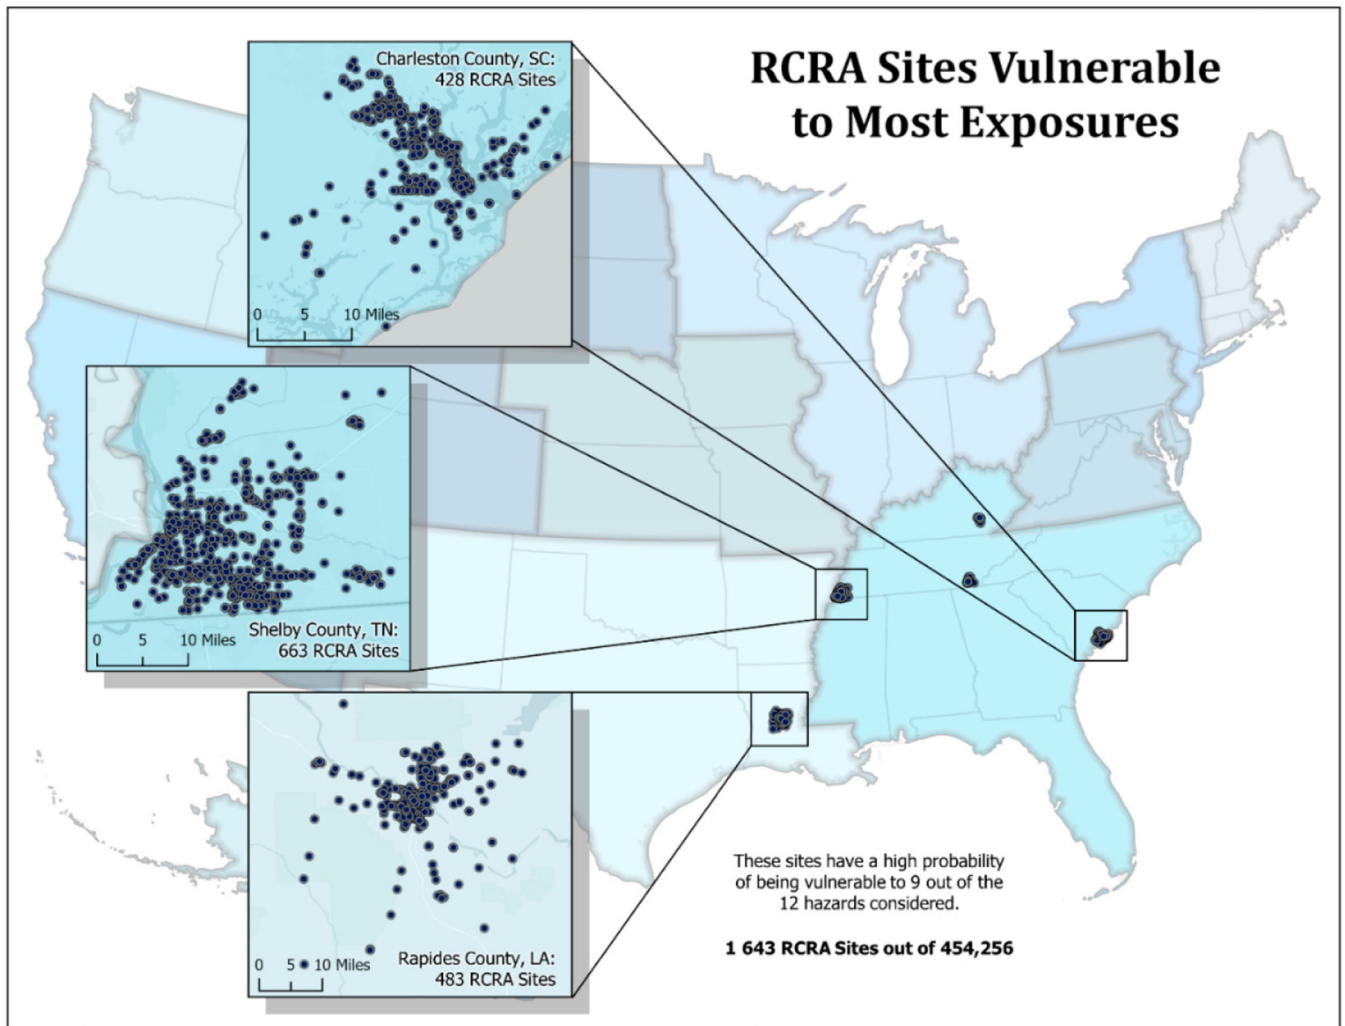 RCRA Sites Vulnerable
to Most Exposures
Charleston County, SC:
428 RCRA Sites
0 5 10 Miles
Shelby County, TN:
663 RCRA Sites
0 5 10 Miles
Rapides County, LA:
483 RCRA Sites
0 5 10 Miles
These sites have a high probability
of being vulnerable to 9 out of the
12 hazards considered.
1 643 RCRA Sites out of 454,256